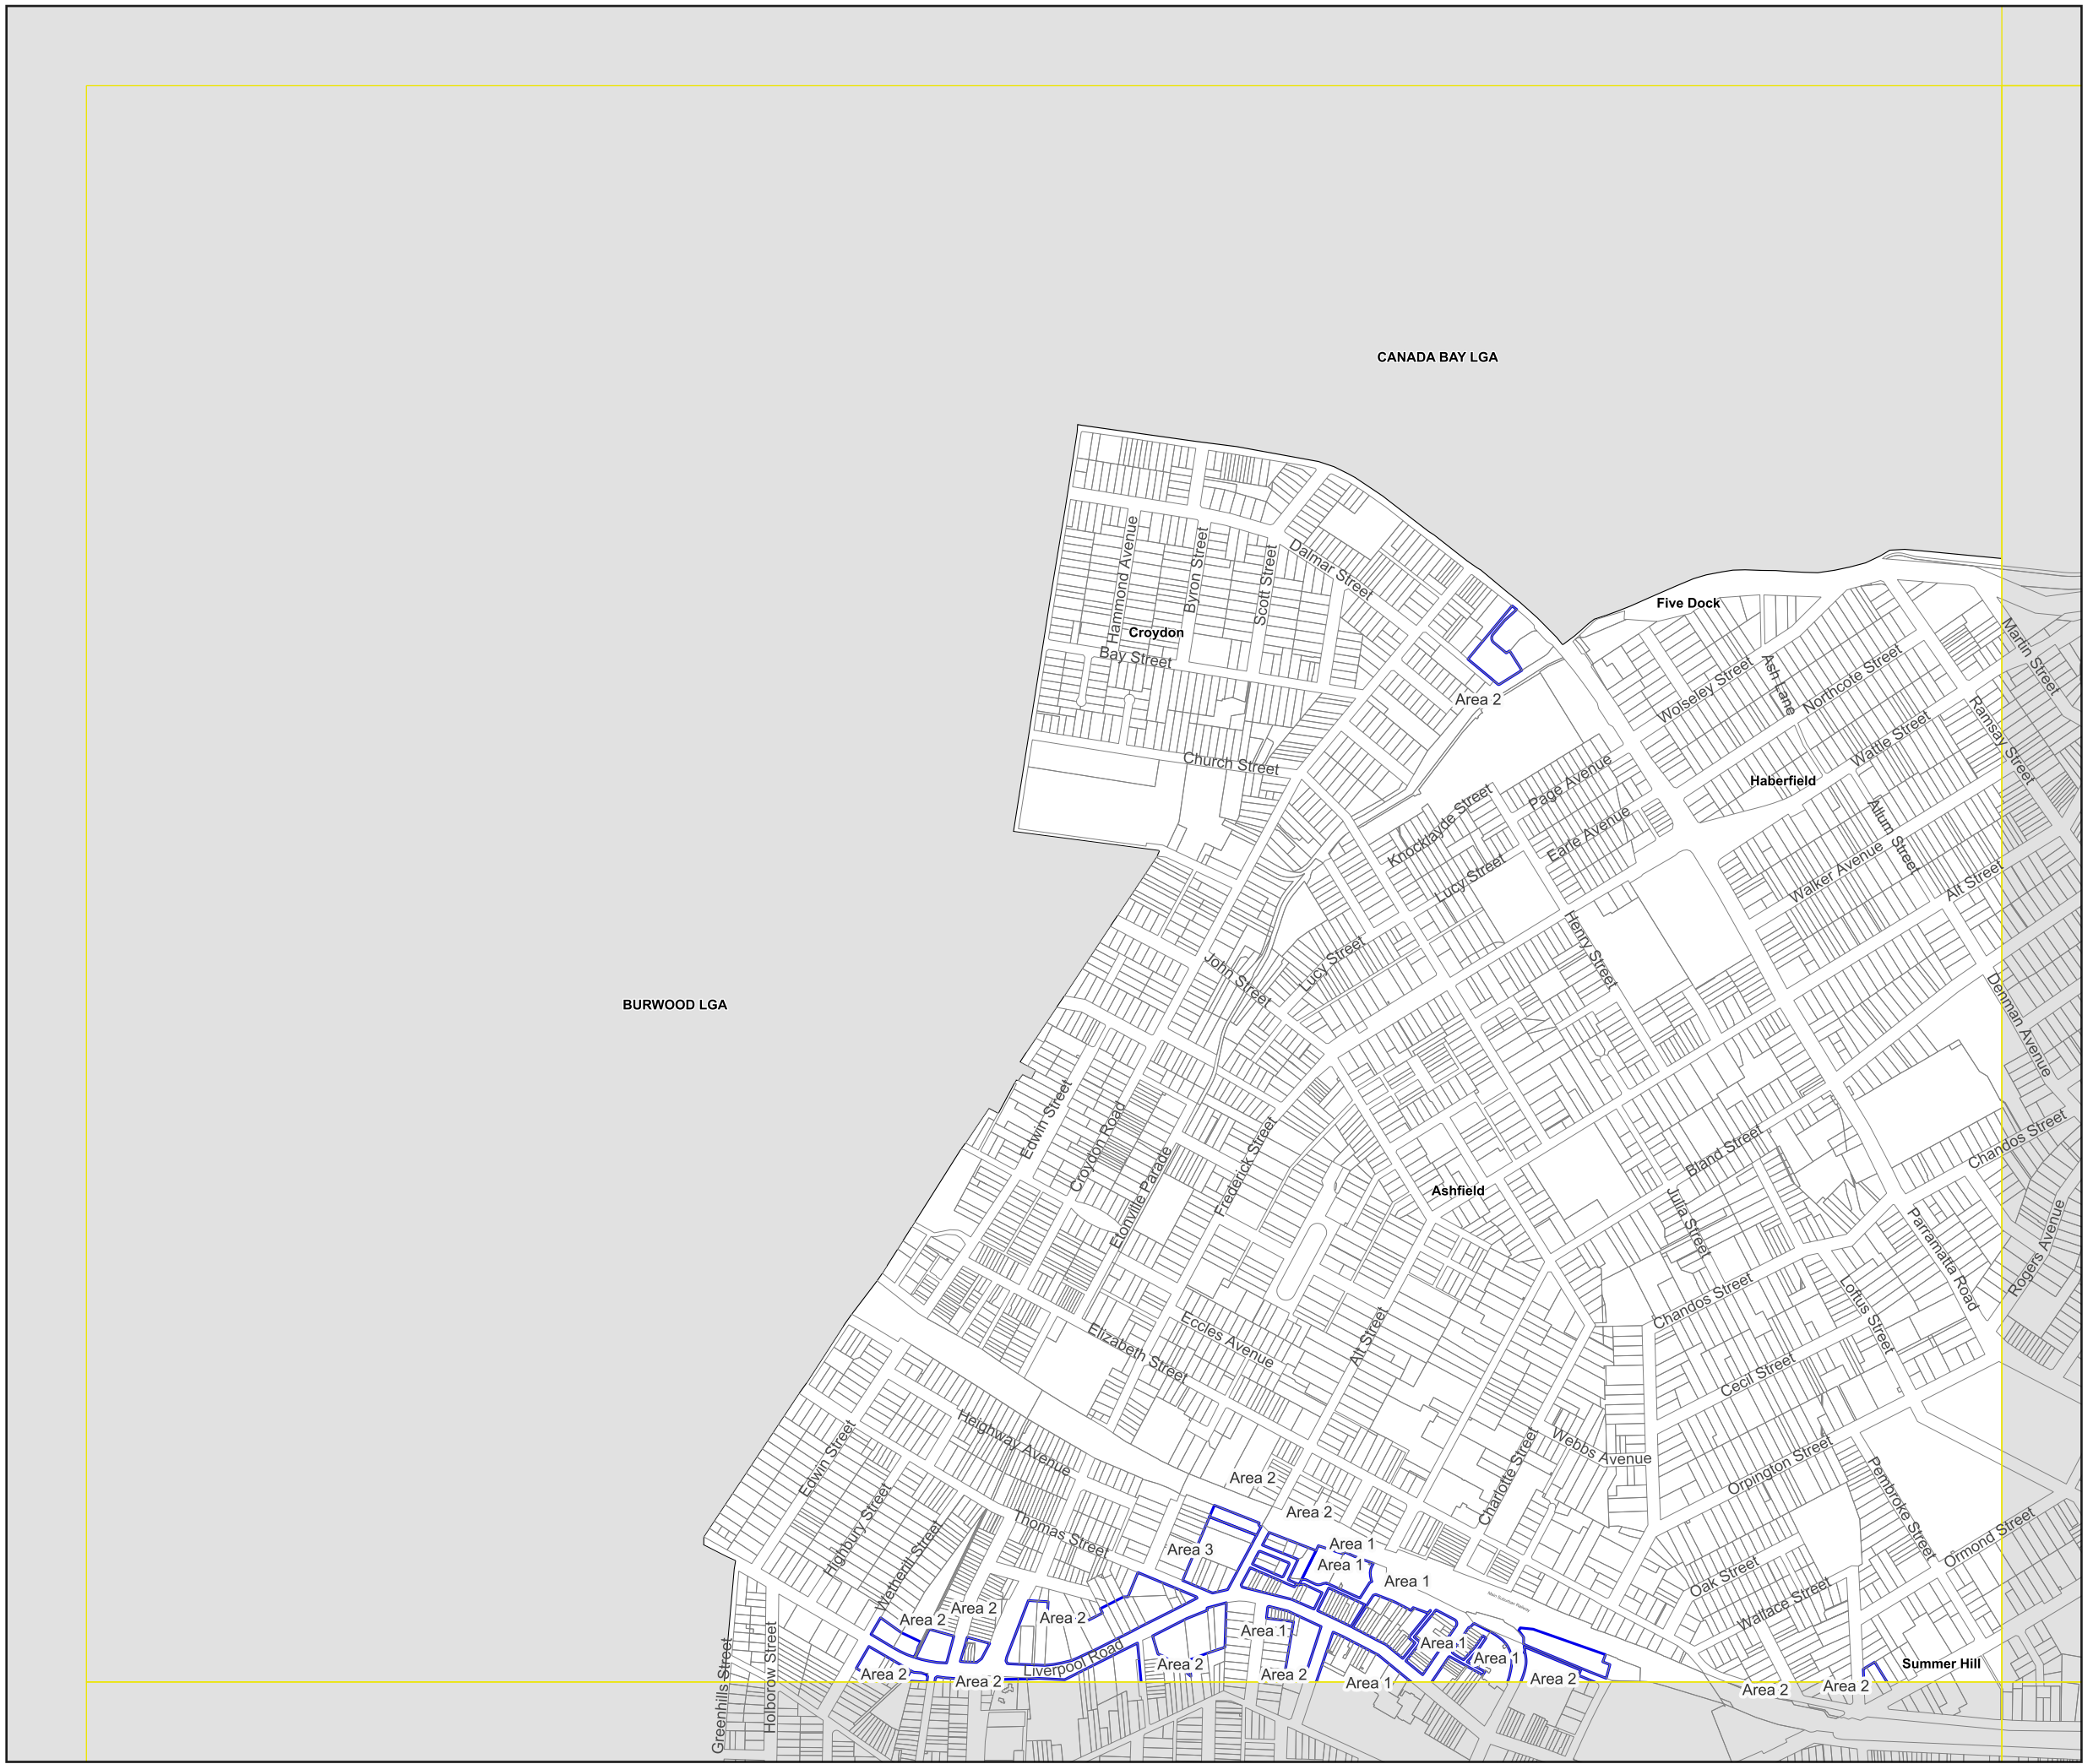 CANADA BAY LGA
Five Dock
Croydon
Haberfield
BURWOOD LGA
Ashfield
Summer Hill
Hammond Avenue
Byron Street
Scott Street
Dalmar Street
Bay Street
Church Street
Area 2
Wolseley Street
Ash Lane
Northcote Street
Martin Street
Ramsay Street
Wattle Street
Page Avenue
Knocklayde Street
Earle Avenue
Lucy Street
Allum Street
Walker Avenue
Alt Street
Henry Street
Lucy Street
John Street
Denman Avenue
Edwin Street
Croydon Road
Etonville Parade
Frederick Street
Bland Street
Chandos Street
Julia Street
Parramatta Road
Rogers Avenue
Chandos Street
Loftus Street
Eccles Avenue
Elizabeth Street
Alt Street
Cecil Street
Heighway Avenue
Edwin Street
Highbury Street
Wetherill Street
Thomas Street
Charlotte Street
Webbs Avenue
Orpington Street
Pembroke Street
Ormond Street
Oak Street
Wallace Street
Main Suburban Railway
Area 2
Area 2
Area 3
Area 1
Area 1
Area 1
Area 2
Area 2
Area 2
Area 1
Area 1
Area 1
Liverpool Road
Area 2
Area 2
Area 2
Area 2
Area 1
Area 2
Area 2
Area 2
Greenhills Street
Holborow Street